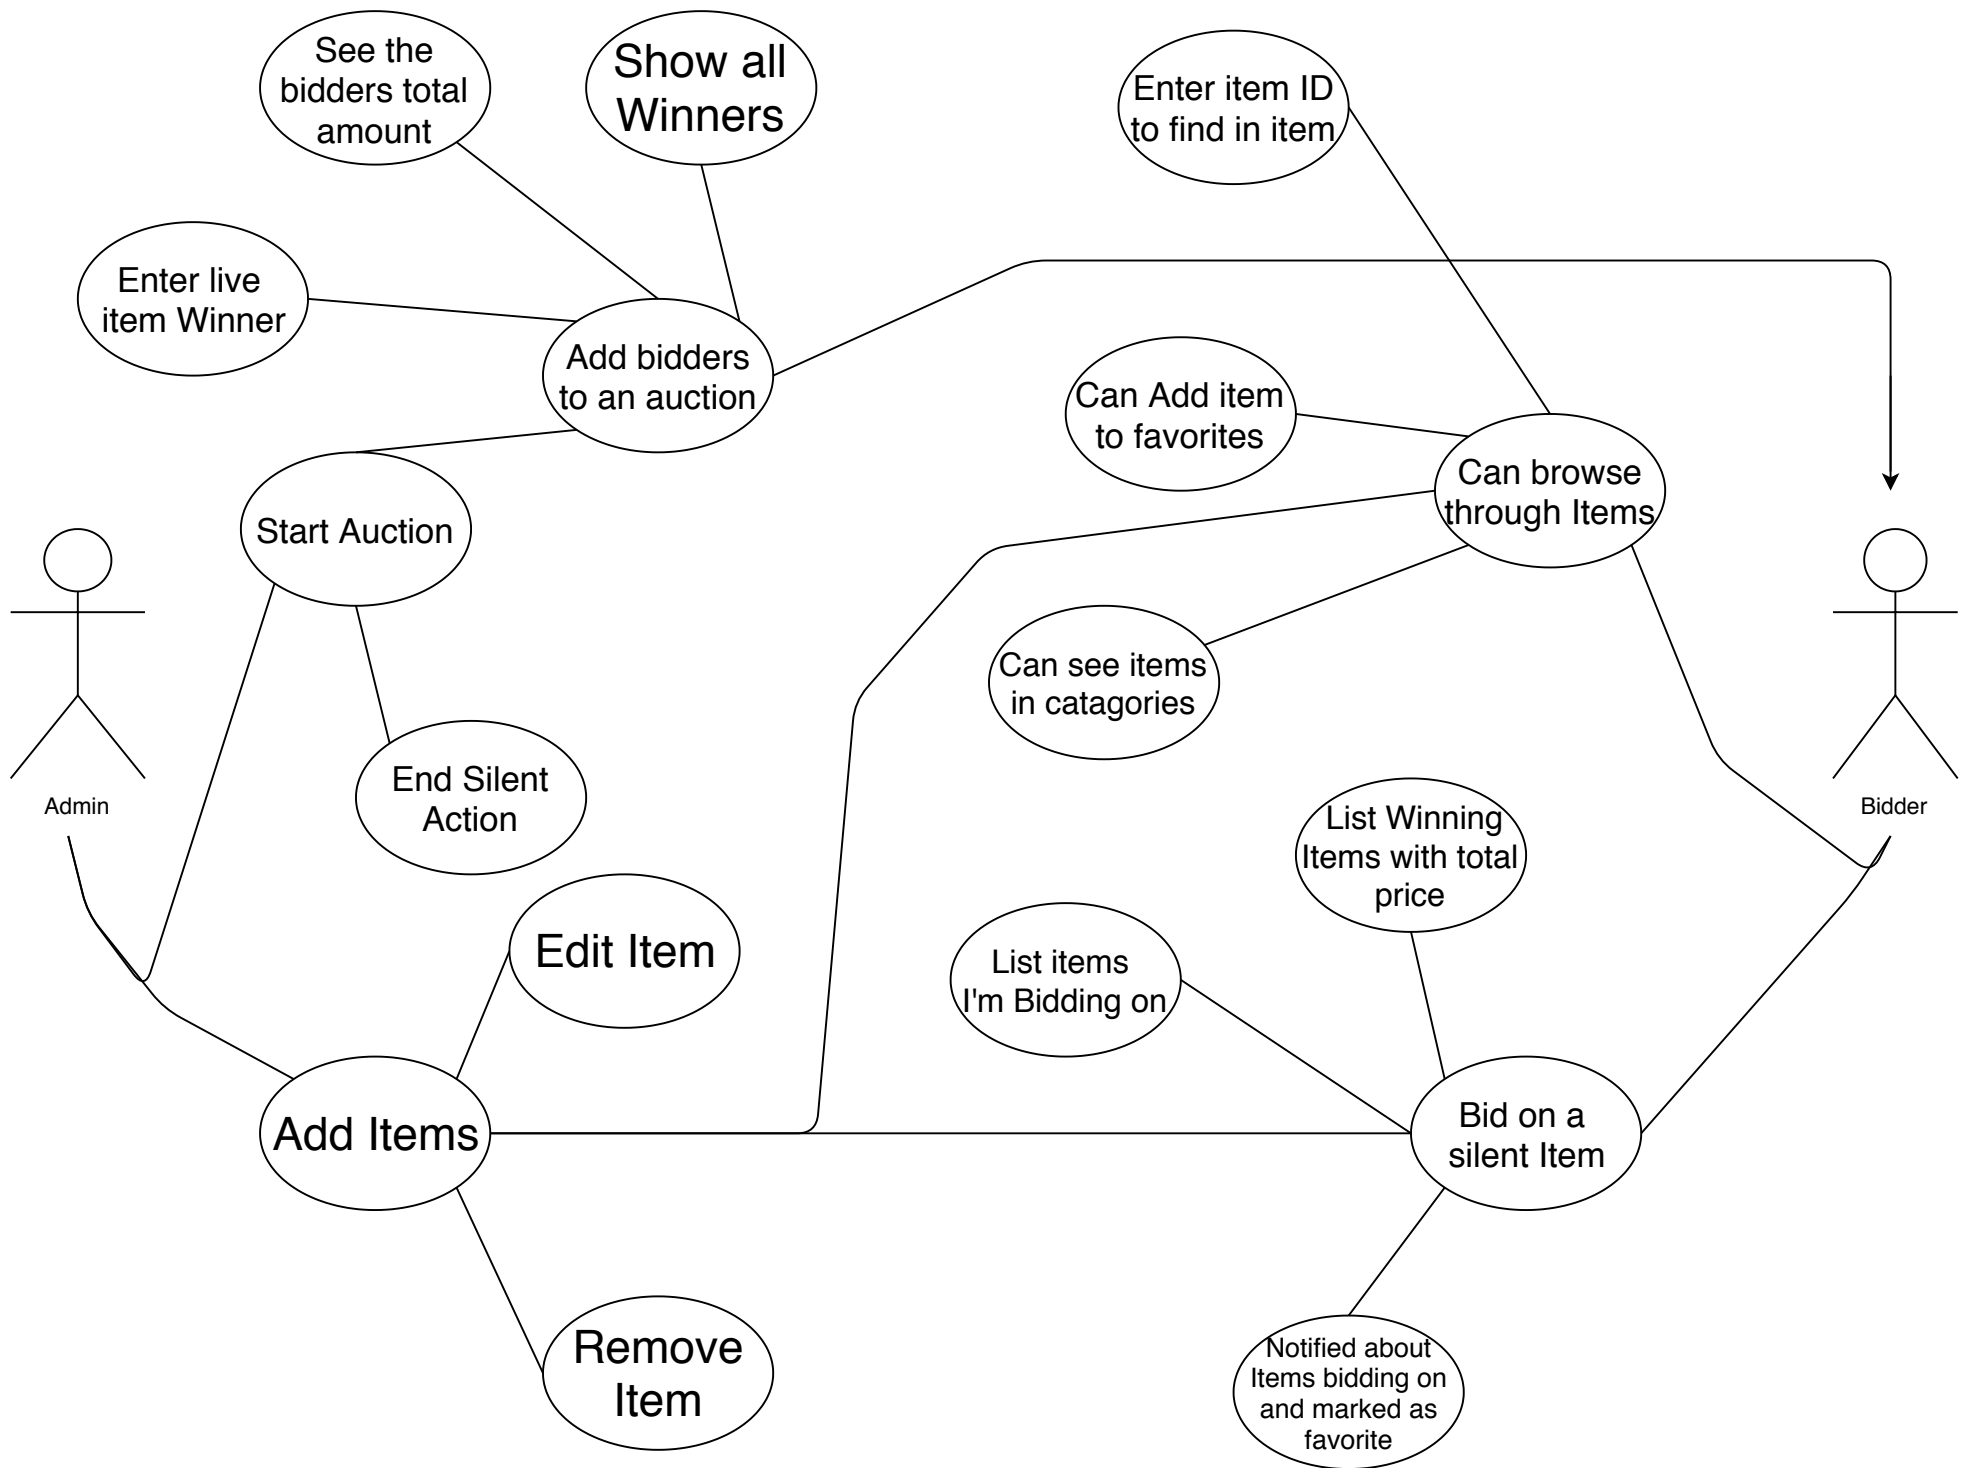 See the
bidders total
amount
Show all
Winners
Enter item ID
to find in item
Enter live
item Winner
Add bidders
to an auction
Can Add item
to favorites
Can browse
through Items
Start Auction
Can see items
in catagories
End Silent
Action
Admin
Bidder
List Winning
Items with total
price
Edit Item
List items
I'm Bidding on
Add Items
Bid on a
silent Item
Remove
Item
Notified about
Items bidding on
and marked as
favorite